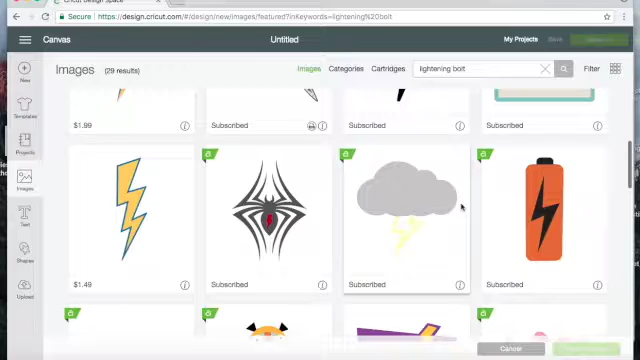 Cricut Design Space
Secure https://design.cricut.com/#/design/new/images/featured?inKeywords=lightening%20bolt
Canvas
Untitled
My Projects
Save
Images (29 results)
Images
Categories
Cartridges
lightening bolt
Filter
New
Templates
Projects
Images
Text
Shapes
Upload
$1.99
Subscribed
Subscribed
Subscribed
$1.49
Subscribed
Subscribed
Subscribed
Cancel